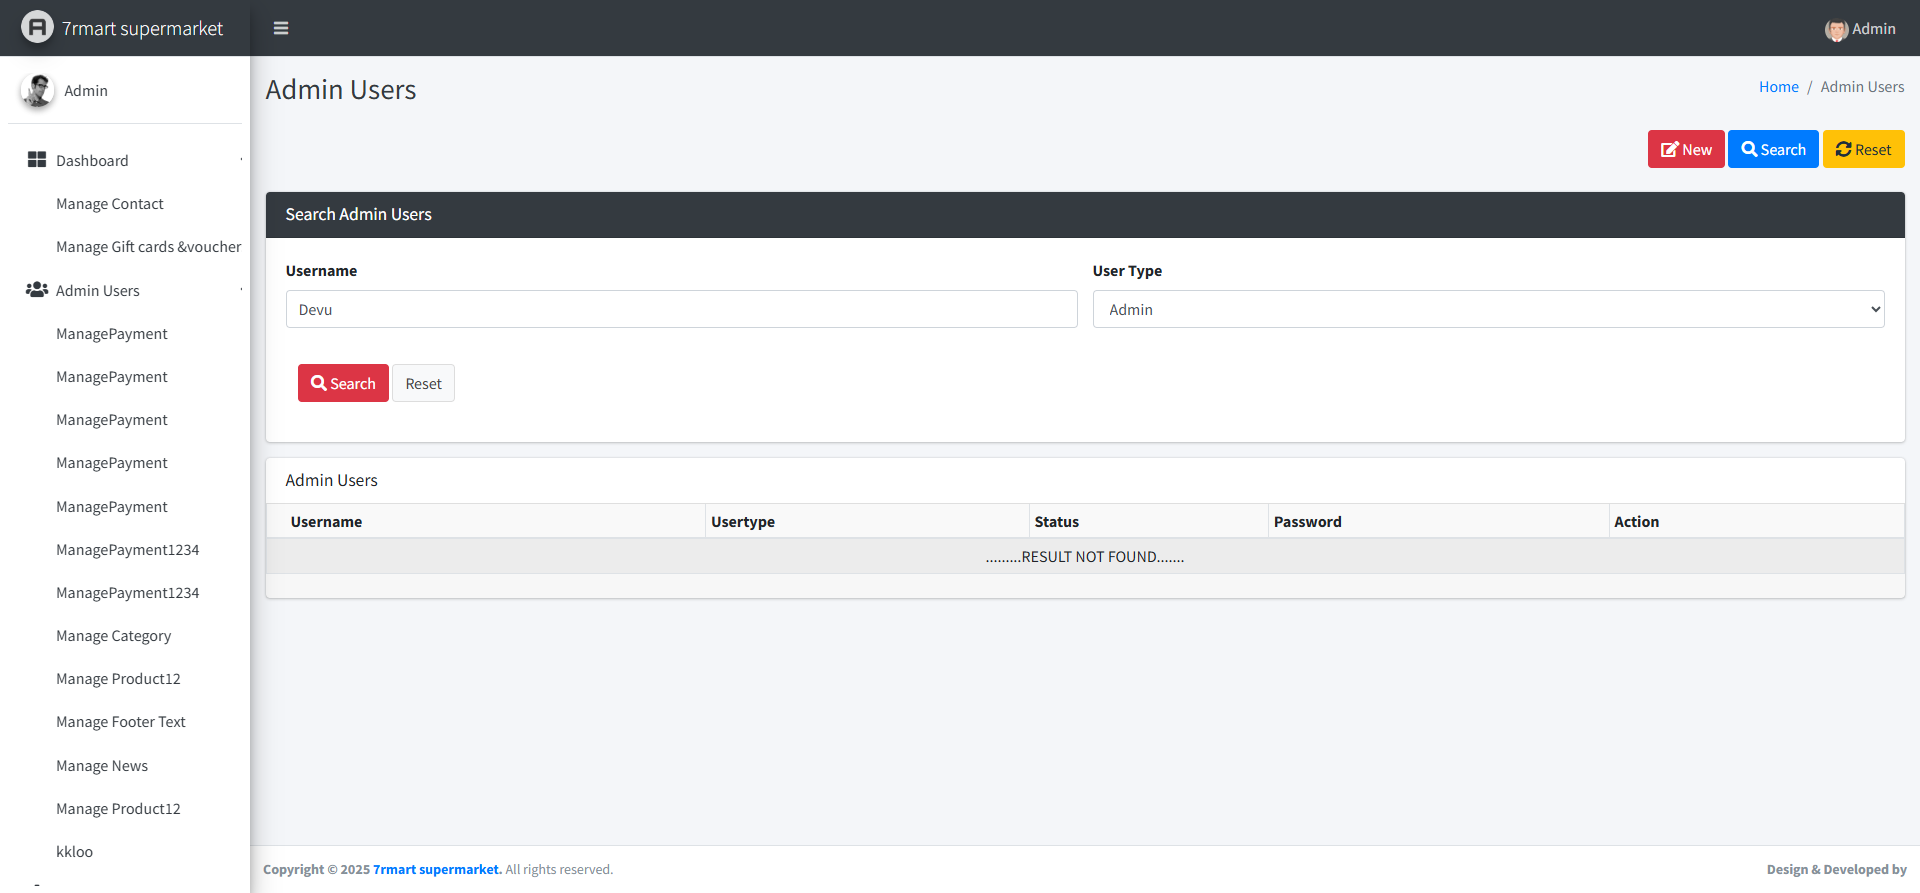 7rmart supermarket
Admin
Admin
Dashboard
Manage Contact
Manage Gift cards &voucher
Admin Users
ManagePayment
ManagePayment
ManagePayment
ManagePayment
ManagePayment
ManagePayment1234
ManagePayment1234
Manage Category
Manage Product12
Manage Footer Text
Manage News
Manage Product12
kkloo
Admin Users
Home / Admin Users
New Search Reset
Search Admin Users
Username User Type
Devu Admin
Search Reset
Admin Users
Username Usertype Status Password Action
.........RESULT NOT FOUND.......
Copyright © 2025 7rmart supermarket. All rights reserved. Design & Developed by